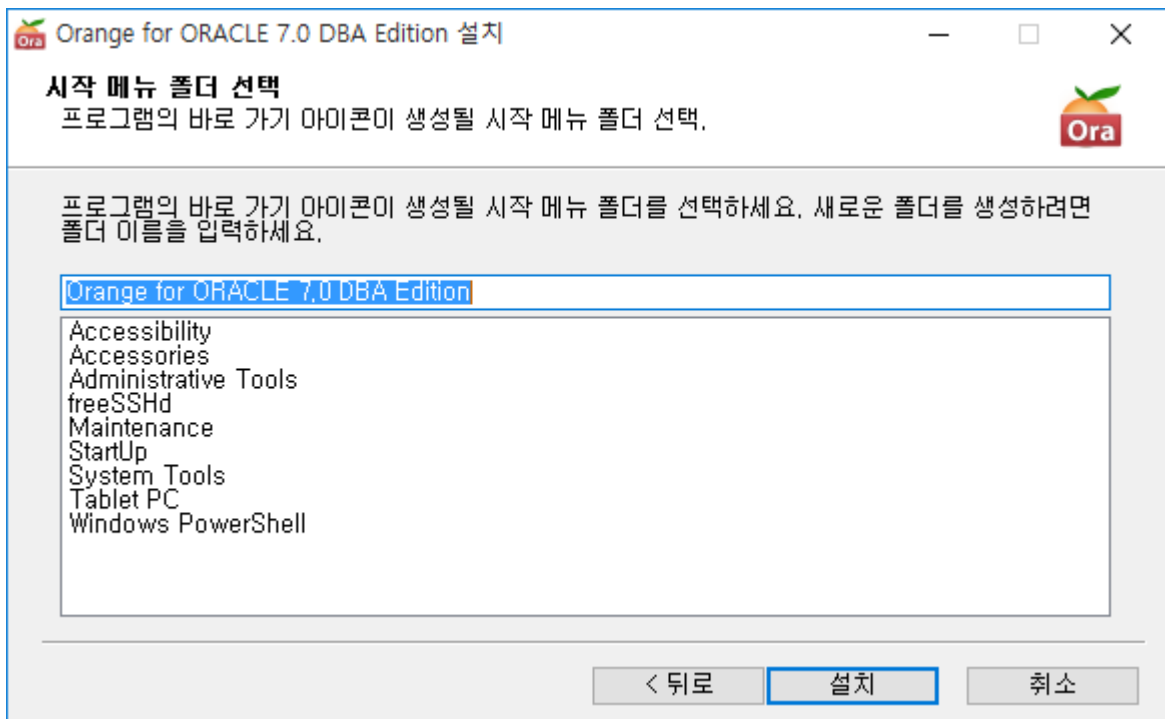 Ora Orange for ORACLE 7.0 DBA Edition 설치
시작 메뉴 폴더 선택
프로그램의 바로 가기 아이콘이 생성될 시작 메뉴 폴더 선택.
Ora
프로그램의 바로 가기 아이콘이 생성될 시작 메뉴 폴더를 선택하세요. 새로운 폴더를 생성하려면
폴더 이름을 입력하세요.
Orange for ORACLE 7.0 DBA Edition
Accessibility
Accessories
Administrative Tools
freeSSHd
Maintenance
StartUp
System Tools
Tablet PC
Windows PowerShell
< 뒤로 설치 취소